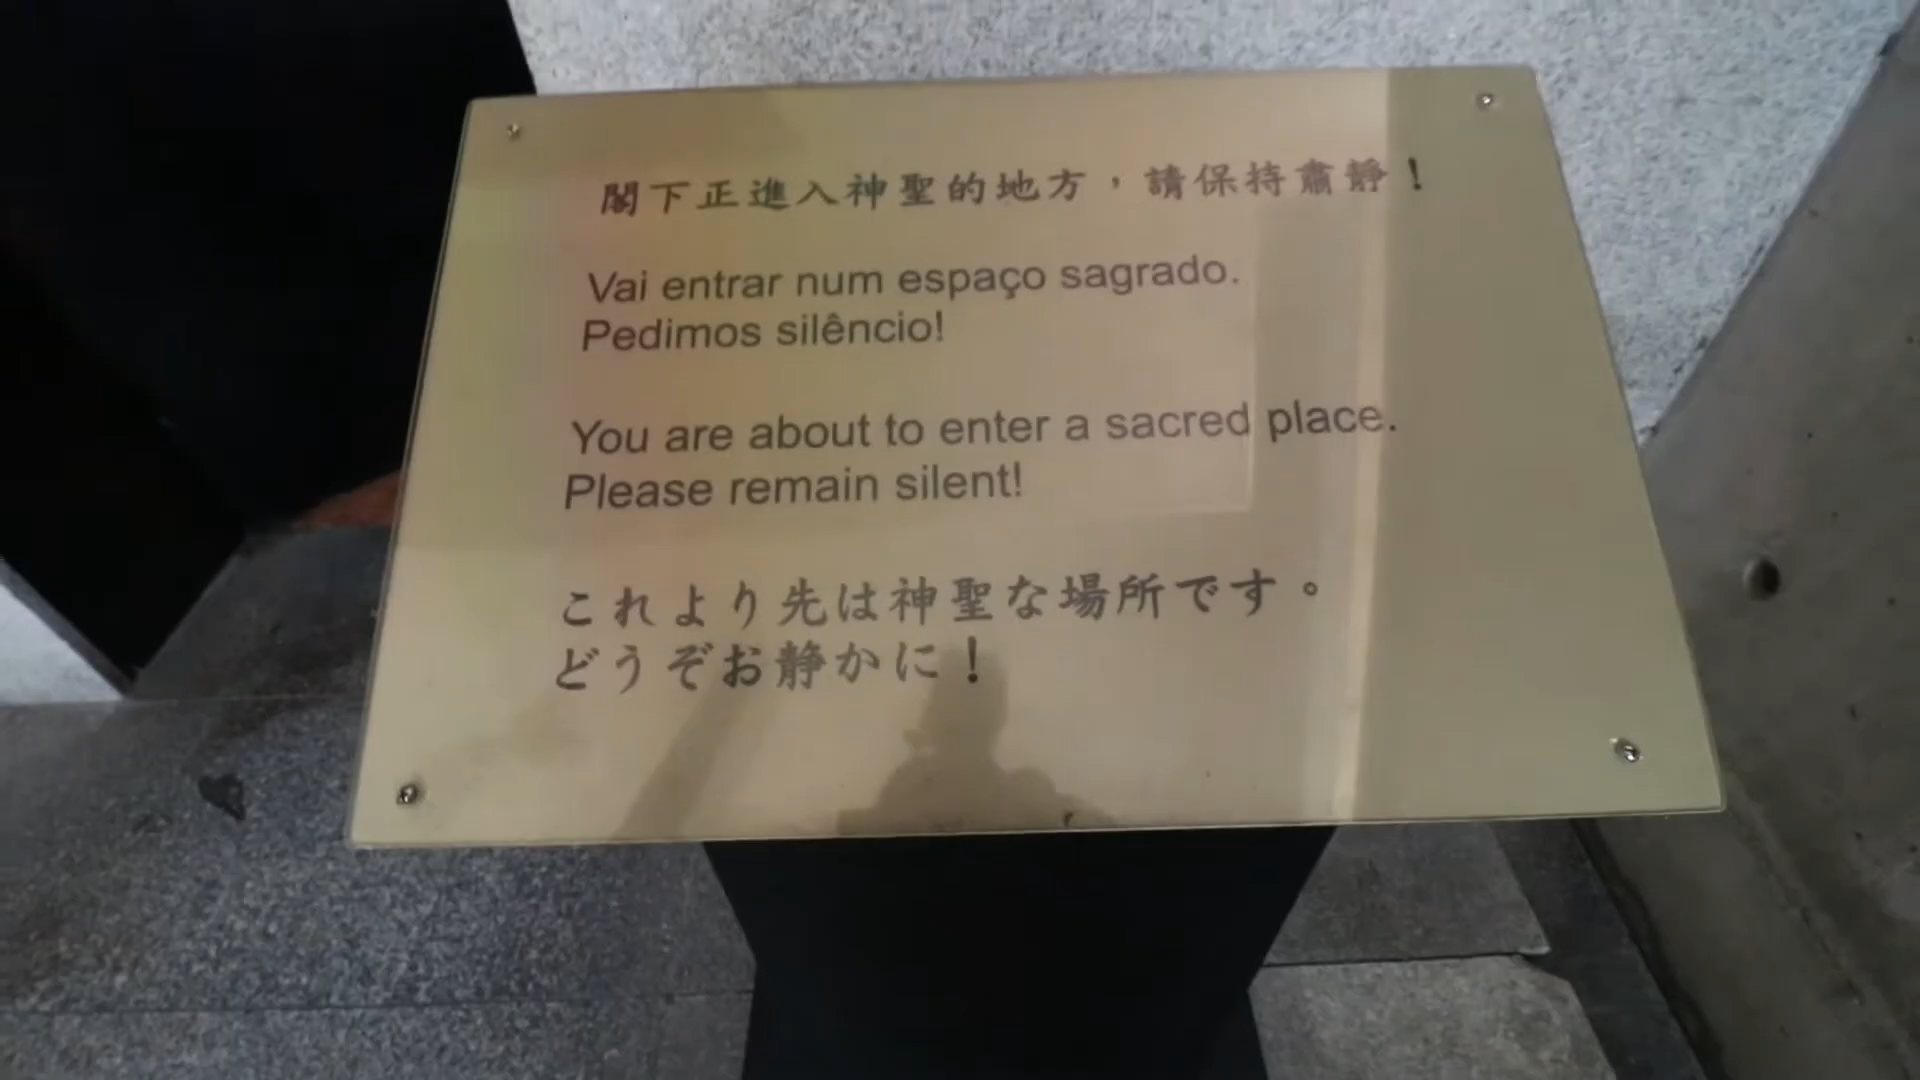 閣下正進入神聖的地方，請保持肅靜！
Vai entrar num espaço sagrado.
Pedimos silêncio!
You are about to enter a sacred place.
Please remain silent!
これより先は神聖な場所です。
どうぞお静かに！